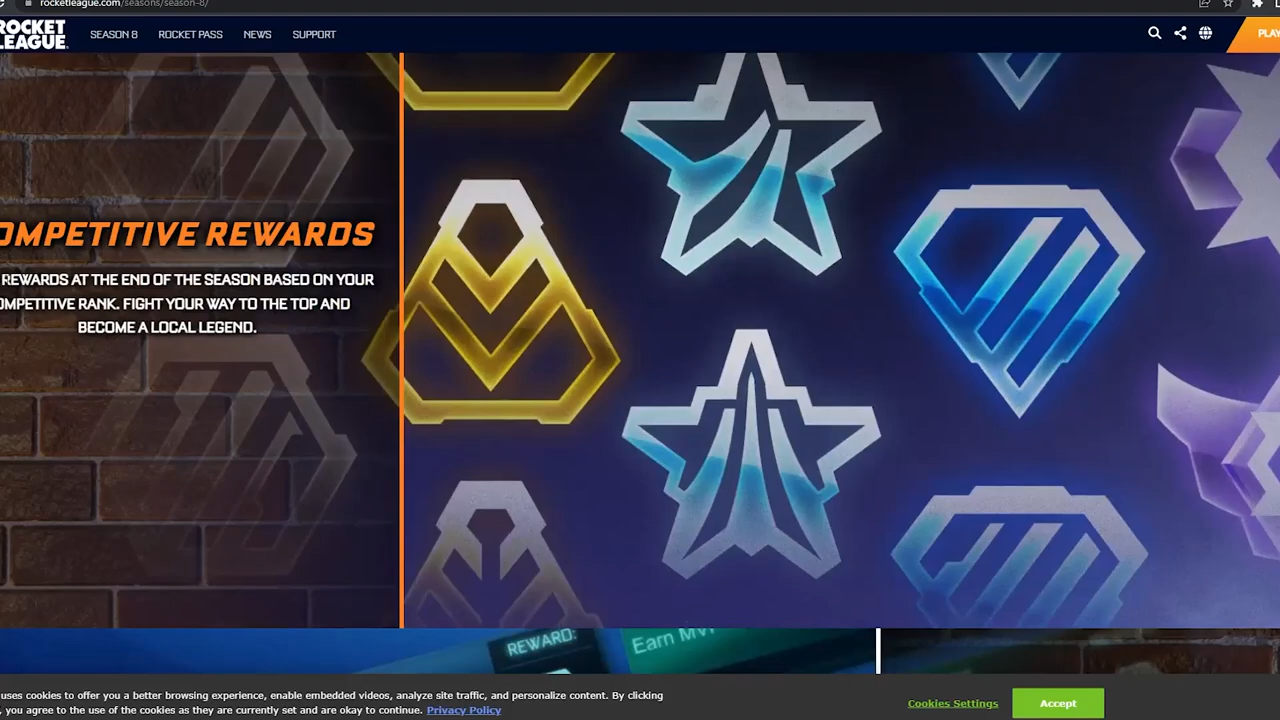 rocketleague.com/seasons/season-8/
ROCKET
LEAGUE
SEASON 8
ROCKET PASS
NEWS
SUPPORT
PLAY
OMPETITIVE REWARDS
REWARDS AT THE END OF THE SEASON BASED ON YOUR
OMPETITIVE RANK. FIGHT YOUR WAY TO THE TOP AND
BECOME A LOCAL LEGEND.
REWARD:
Earn MVP
uses cookies to offer you a better browsing experience, enable embedded videos, analyze site traffic, and personalize content. By clicking
, you agree to the use of the cookies as they are currently set and are okay to continue. Privacy Policy
Cookies Settings
Accept